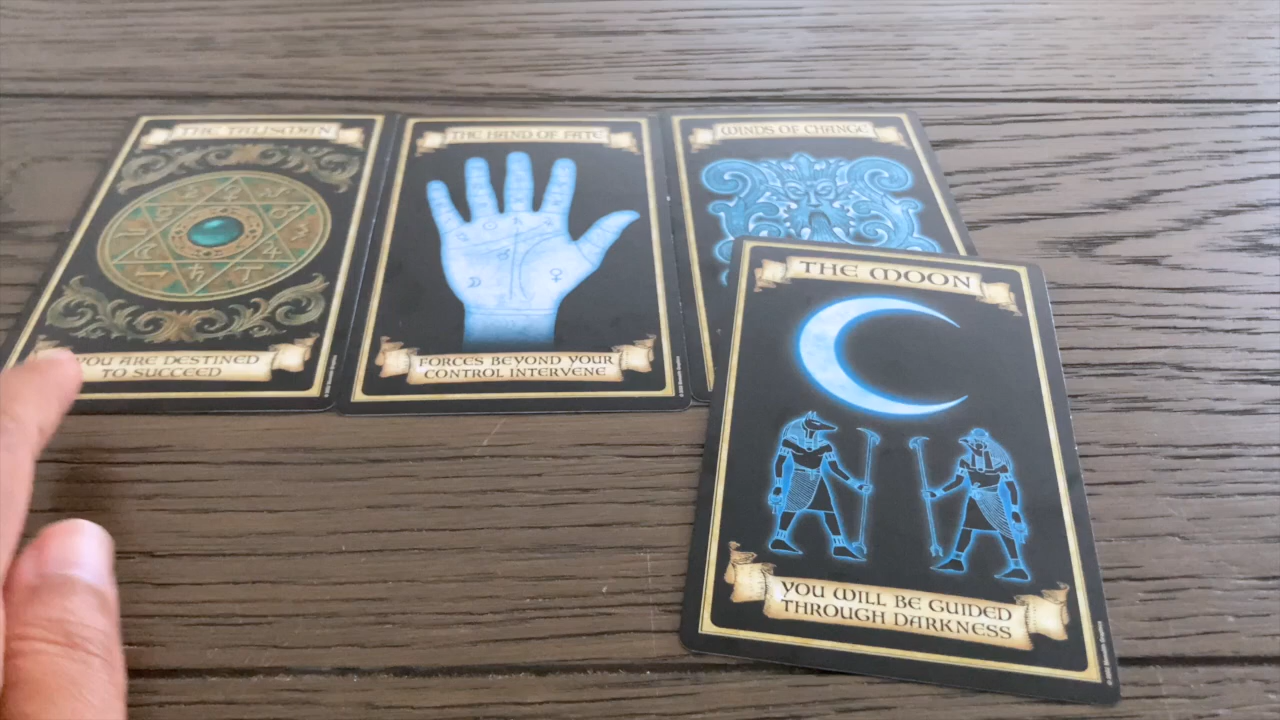 THE TALISMAN
YOU ARE DESTINED
TO SUCCEED
THE HAND OF FATE
FORCES BEYOND YOUR
CONTROL INTERVENE
WINDS OF CHANGE
THE MOON
YOU WILL BE GUIDED
THROUGH DARKNESS